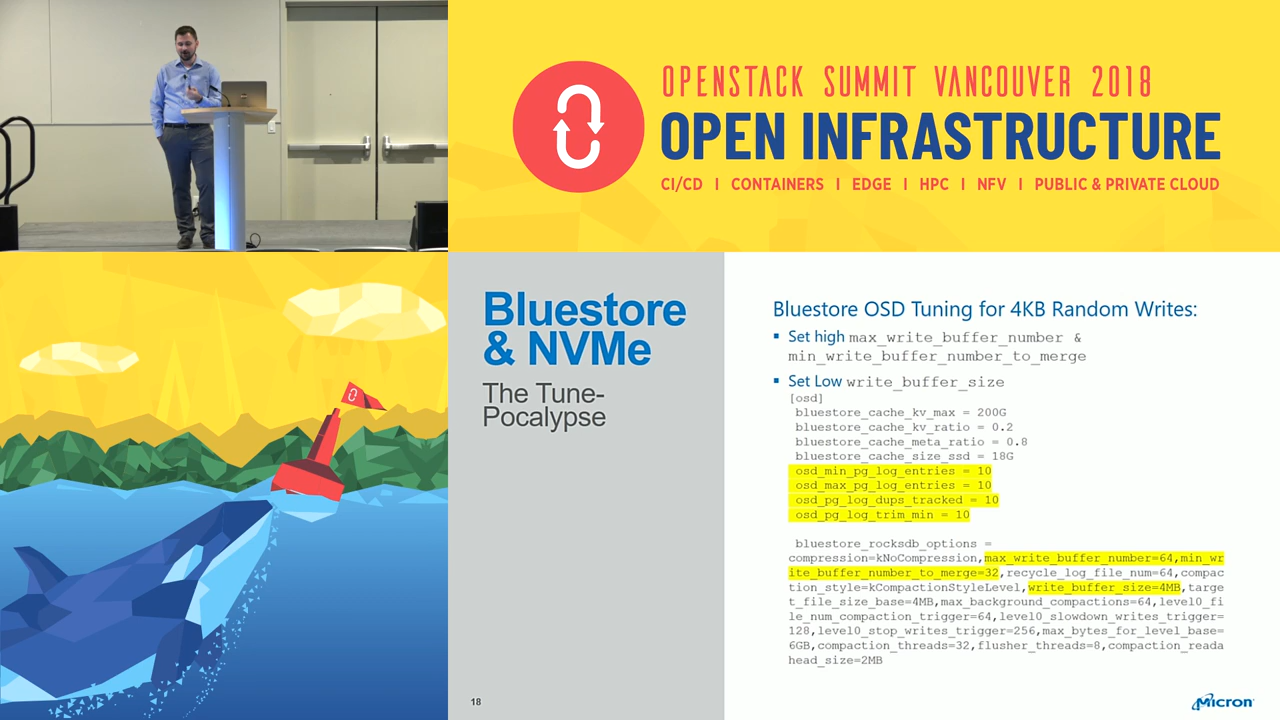 OPENSTACK SUMMIT VANCOUVER 2018
OPEN INFRASTRUCTURE
CI/CD | CONTAINERS | EDGE | HPC | NFV | PUBLIC & PRIVATE CLOUD
Bluestore
& NVMe
The Tune-
Pocalypse
Bluestore OSD Tuning for 4KB Random Writes:
▪ Set high max_write_buffer_number &
min_write_buffer_number_to_merge
▪ Set Low write_buffer_size
[osd]
bluestore_cache_kv_max = 200G
bluestore_cache_kv_ratio = 0.2
bluestore_cache_meta_ratio = 0.8
bluestore_cache_size_ssd = 18G
osd_min_pg_log_entries = 10
osd_max_pg_log_entries = 10
osd_pg_log_dups_tracked = 10
osd_pg_log_trim_min = 10
bluestore_rocksdb_options =
compression=kNoCompression,max_write_buffer_number=64,min_wr
ite_buffer_number_to_merge=32,recycle_log_file_num=64,compac
tion_style=kCompactionStyleLevel,write_buffer_size=4MB,targe
t_file_size_base=4MB,max_background_compactions=64,level0_fi
le_num_compaction_trigger=64,level0_slowdown_writes_trigger=
128,level0_stop_writes_trigger=256,max_bytes_for_level_base=
6GB,compaction_threads=32,flusher_threads=8,compaction_reada
head_size=2MB
18
Micron